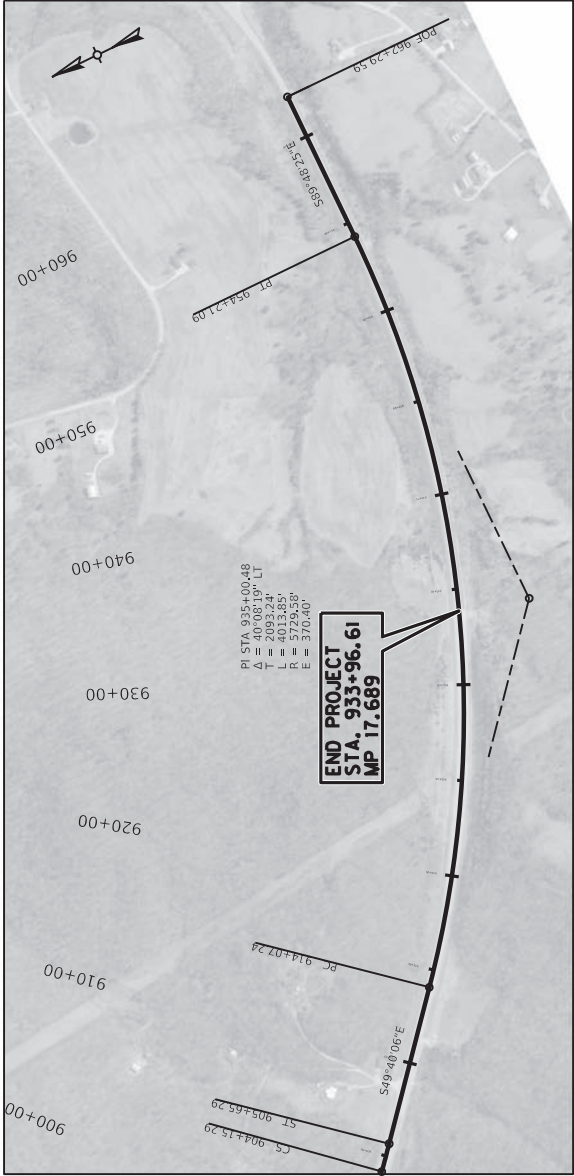 POE 962+29.59
S89°48'25"E
PT 954+21.09
960+00
950+00
940+00
PI STA 935+00.48
Δ = 40°08'19" LT
T = 2093.24'
L = 4013.85'
R = 5729.58'
E = 370.40'
END PROJECT
STA. 933+96.61
MP 17.689
930+00
920+00
PC 914+07.24
910+00
S49°40'06"E
ST 905+65.29
CS 904+15.29
900+00